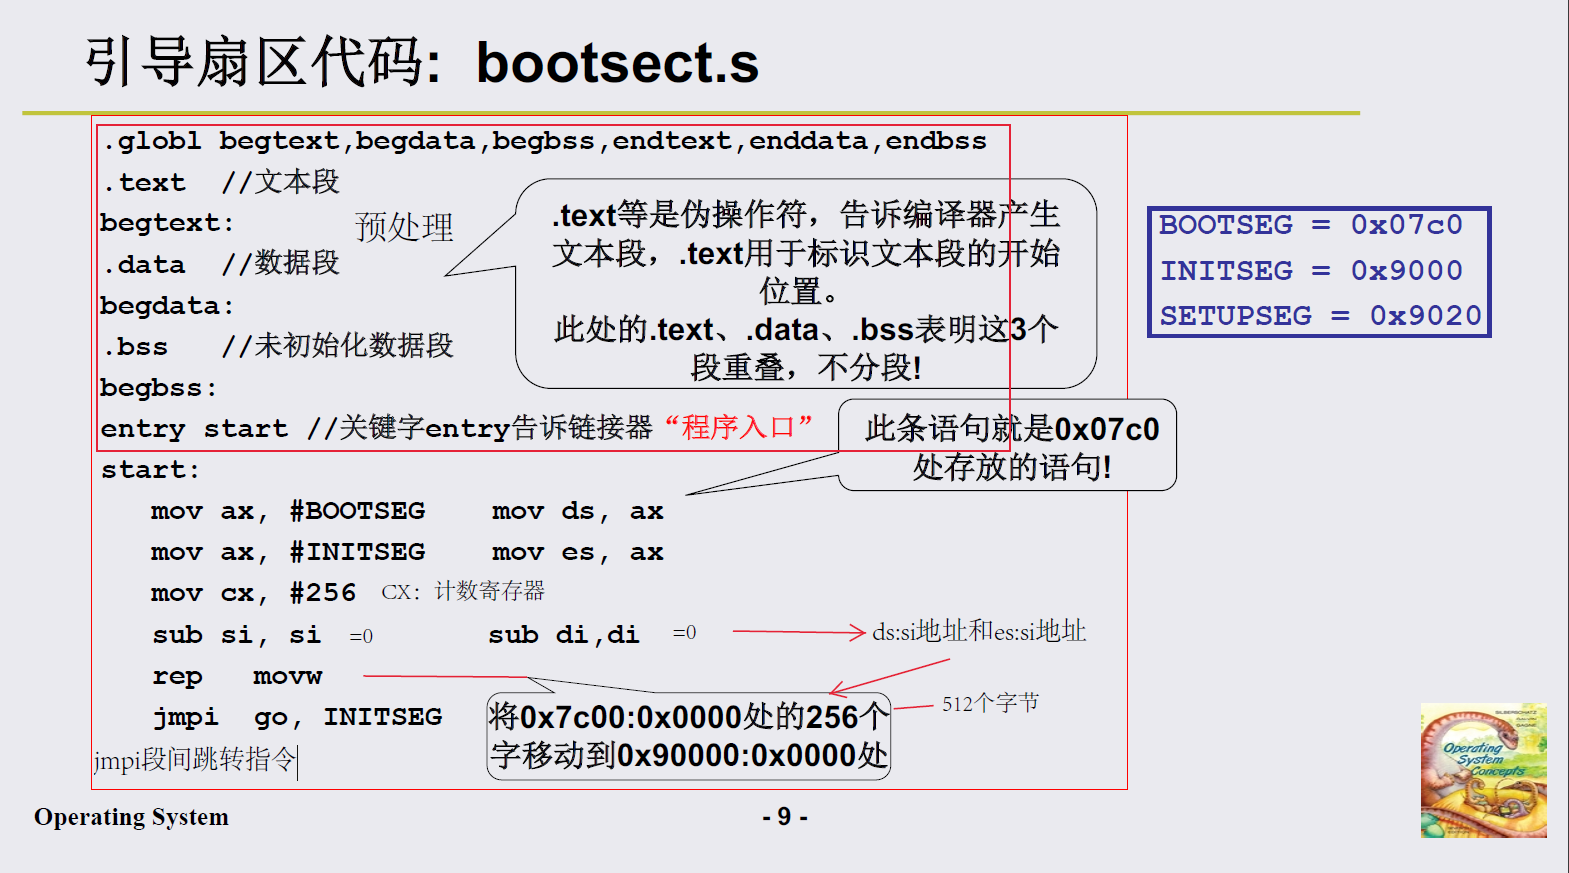 引导扇区代码: bootsect.s
.globl begtext,begdata,begbss,endtext,enddata,endbss
.text //文本段
begtext:
预处理
.data //数据段
begdata:
.bss //未初始化数据段
begbss:
entry start //关键字entry告诉链接器“程序入口”
.text等是伪操作符，告诉编译器产生
文本段，.text用于标识文本段的开始
位置。
此处的.text、.data、.bss表明这3个
段重叠，不分段!
BOOTSEG = 0x07c0
INITSEG = 0x9000
SETUPSEG = 0x9020
此条语句就是0x07c0
处存放的语句!
start:
mov ax, #BOOTSEG mov ds, ax
mov ax, #INITSEG mov es, ax
mov cx, #256 CX: 计数寄存器
sub si, si =0 sub di,di =0 ds:si地址和es:si地址
rep movw
jmpi go, INITSEG
将0x7c00:0x0000处的256个
字移动到0x90000:0x0000处
512个字节
jmpi段间跳转指令
Operating System
- 9 -
SILBERSCHATZ
GAGNE
Operating
System
Concepts